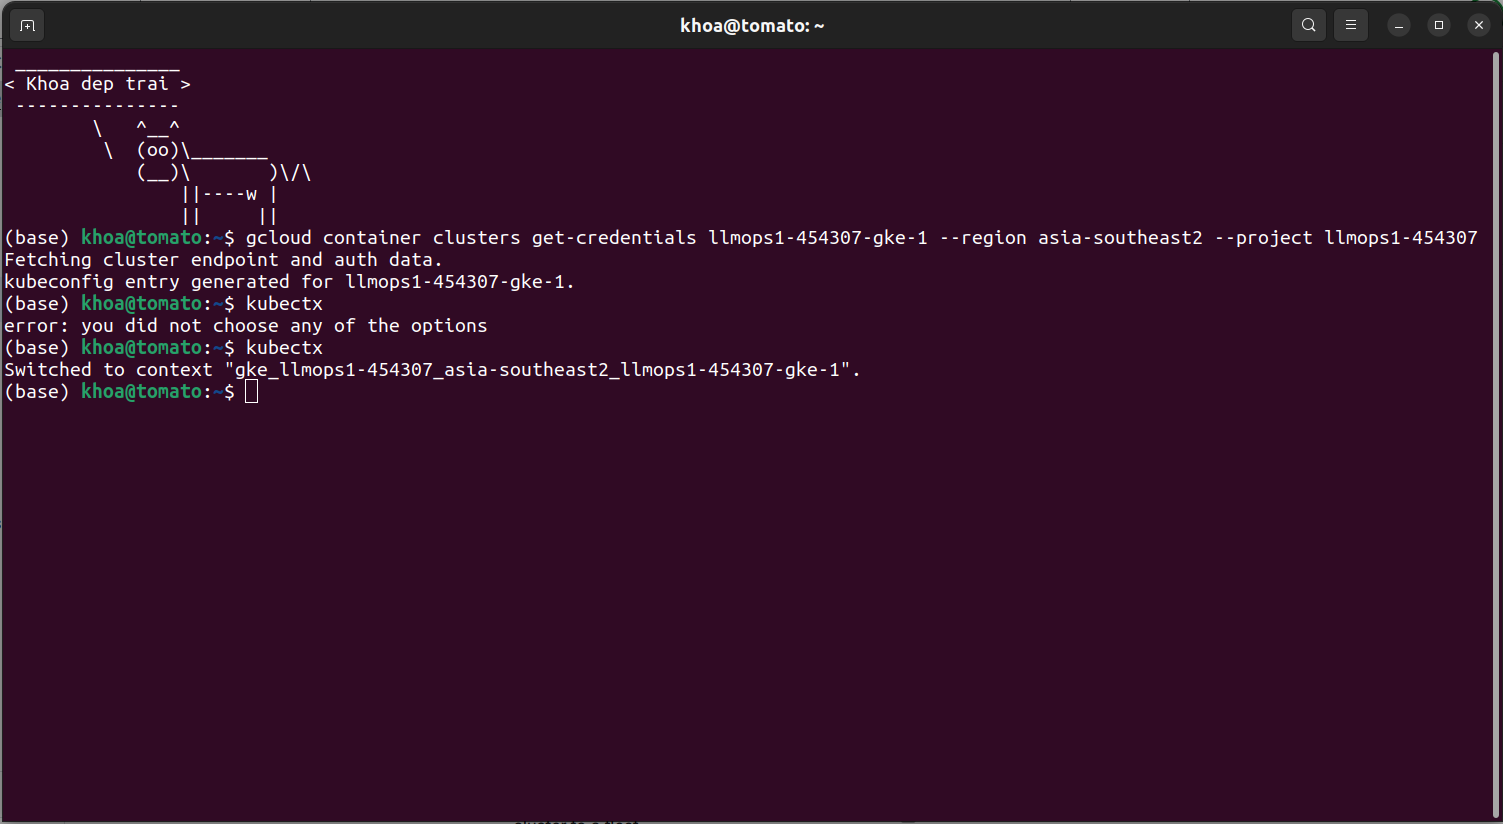 khoa@tomato: ~
 _______________
< Khoa dep trai >
 ---------------
        \   ^__^
         \  (oo)\_______
            (__)\       )\/\
                ||----w |
                ||     ||
(base) khoa@tomato:~$ gcloud container clusters get-credentials llmops1-454307-gke-1 --region asia-southeast2 --project llmops1-454307
Fetching cluster endpoint and auth data.
kubeconfig entry generated for llmops1-454307-gke-1.
(base) khoa@tomato:~$ kubectx
error: you did not choose any of the options
(base) khoa@tomato:~$ kubectx
Switched to context "gke_llmops1-454307_asia-southeast2_llmops1-454307-gke-1".
(base) khoa@tomato:~$